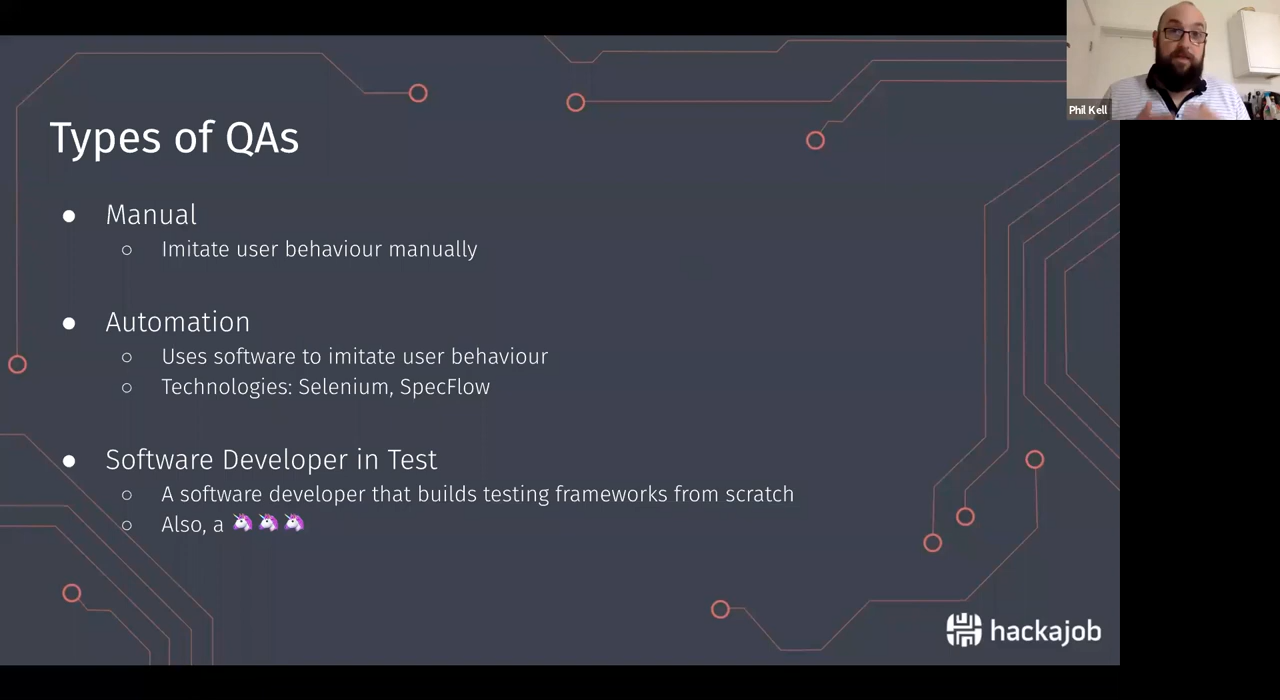 Types of QAs
● Manual
○ Imitate user behaviour manually
● Automation
○ Uses software to imitate user behaviour
○ Technologies: Selenium, SpecFlow
● Software Developer in Test
○ A software developer that builds testing frameworks from scratch
○ Also, a 🦄🦄🦄
hackajob
Phil Kell